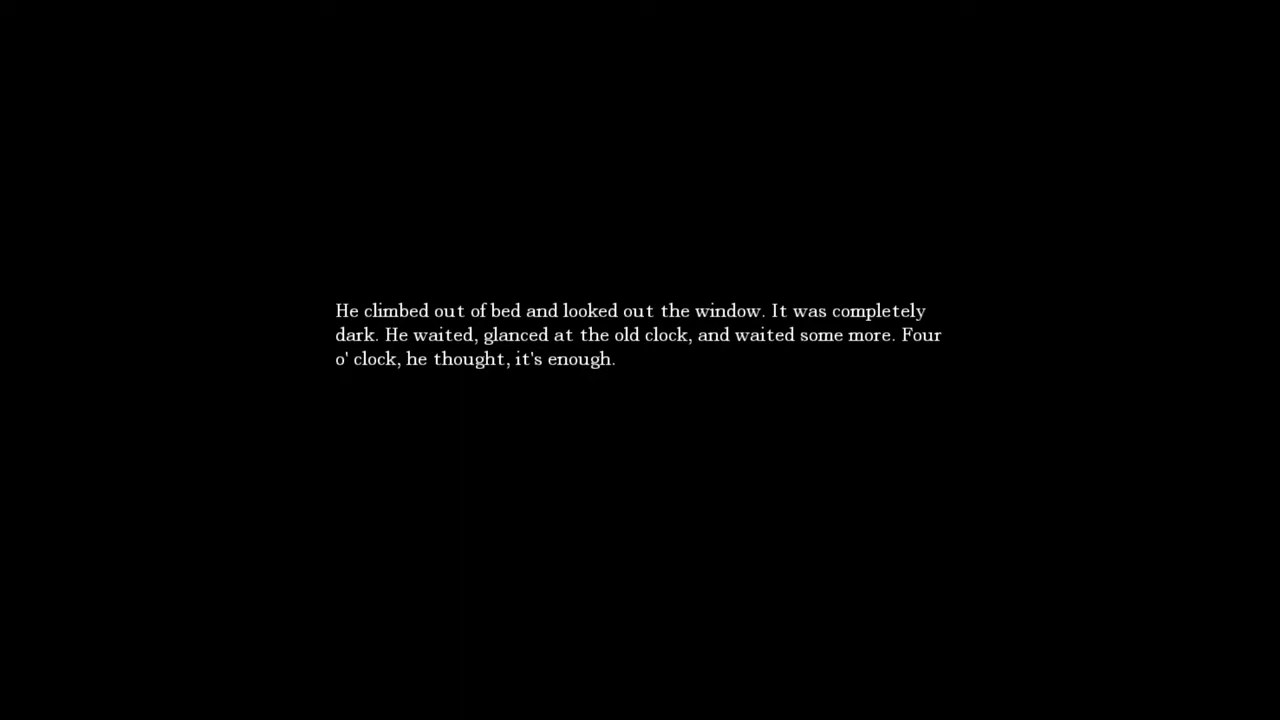 He climbed out of bed and looked out the window. It was completely
dark. He waited, glanced at the old clock, and waited some more. Four
o' clock, he thought, it's enough.